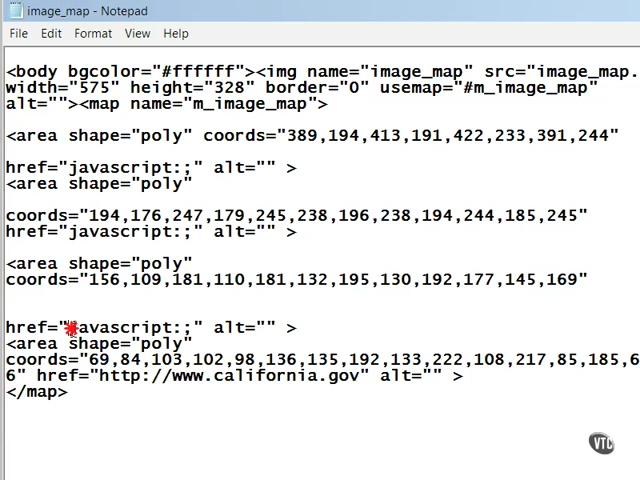 image_map - Notepad
File Edit Format View Help
<body bgcolor="#ffffff"><img name="image_map" src="image_map.
width="575" height="328" border="0" usemap="#m_image_map"
alt=""><map name="m_image_map">
<area shape="poly" coords="389,194,413,191,422,233,391,244"
href="javascript:;" alt="" >
<area shape="poly"
coords="194,176,247,179,245,238,196,238,194,244,185,245"
href="javascript:;" alt="" >
<area shape="poly"
coords="156,109,181,110,181,132,195,130,192,177,145,169"
href="javascript:;" alt="" >
<area shape="poly"
coords="69,84,103,102,98,136,135,192,133,222,108,217,85,185,6
6" href="http://www.california.gov" alt="" >
</map>
VTC